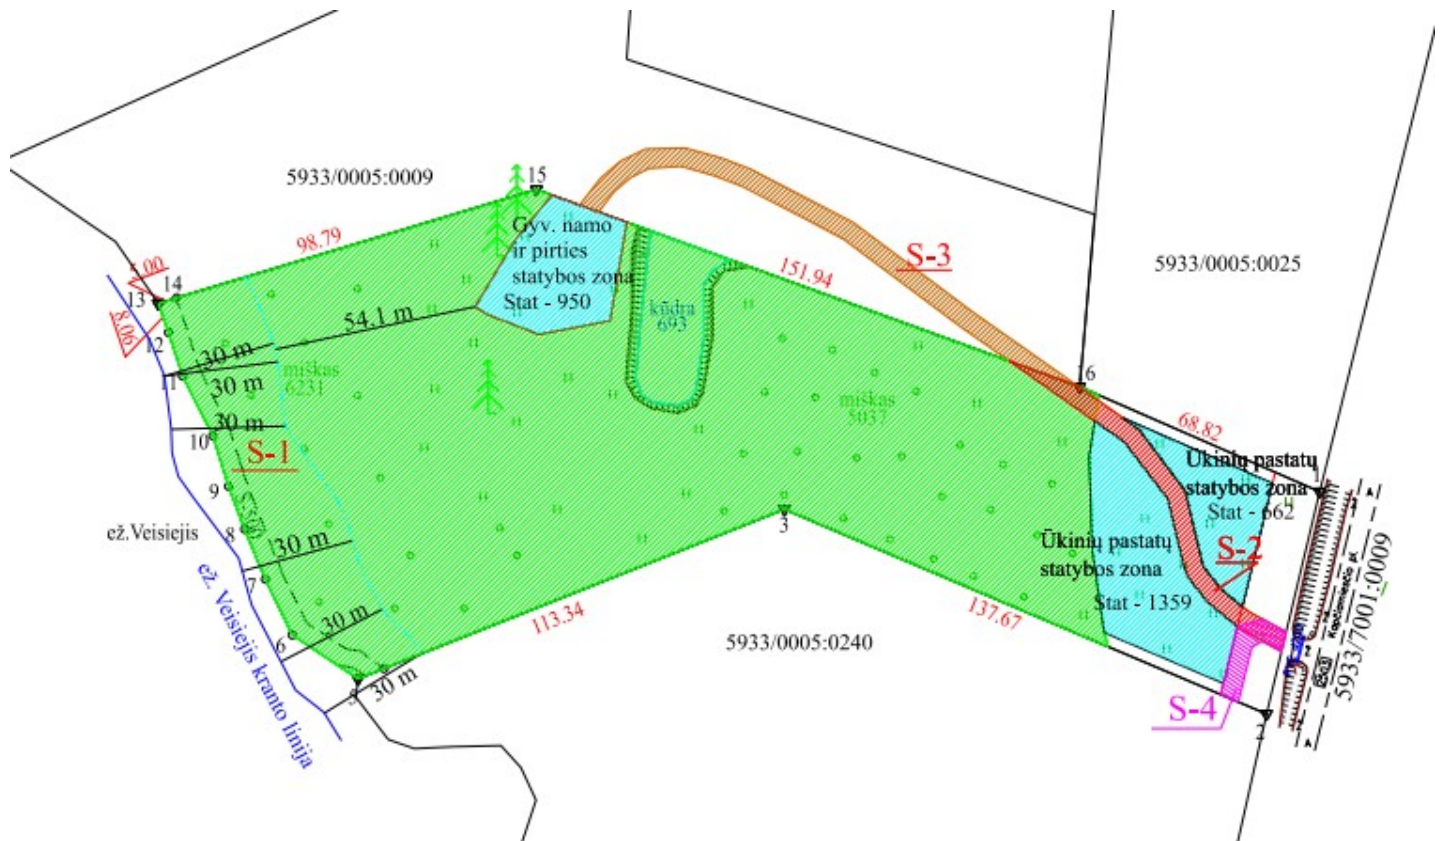 5933/0005:0009
15
98.79
Gyv. namo
ir pirties
statybos zona
Stat - 950
151.94
S-3
5933/0005:0025
5.00
14
13
8.06
12
54.1 m
30 m
11
30 m
miškas
6231
kūdra
693
miškas
5037
16
68.82
30 m
10
S-1
9
8
ež.Veisiejis
30 m
7
ež. Veisiejis kranto linija
30 m
6
5
30 m
113.34
3
137.67
5933/0005:0240
Ūkinių pastatų
statybos zona
Stat - 662
1
Ūkinių pastatų
statybos zona
Stat - 1359
S-2
S-4
2
Kapčiamiesčio pl.
2503
5933/7001:0009
A
A